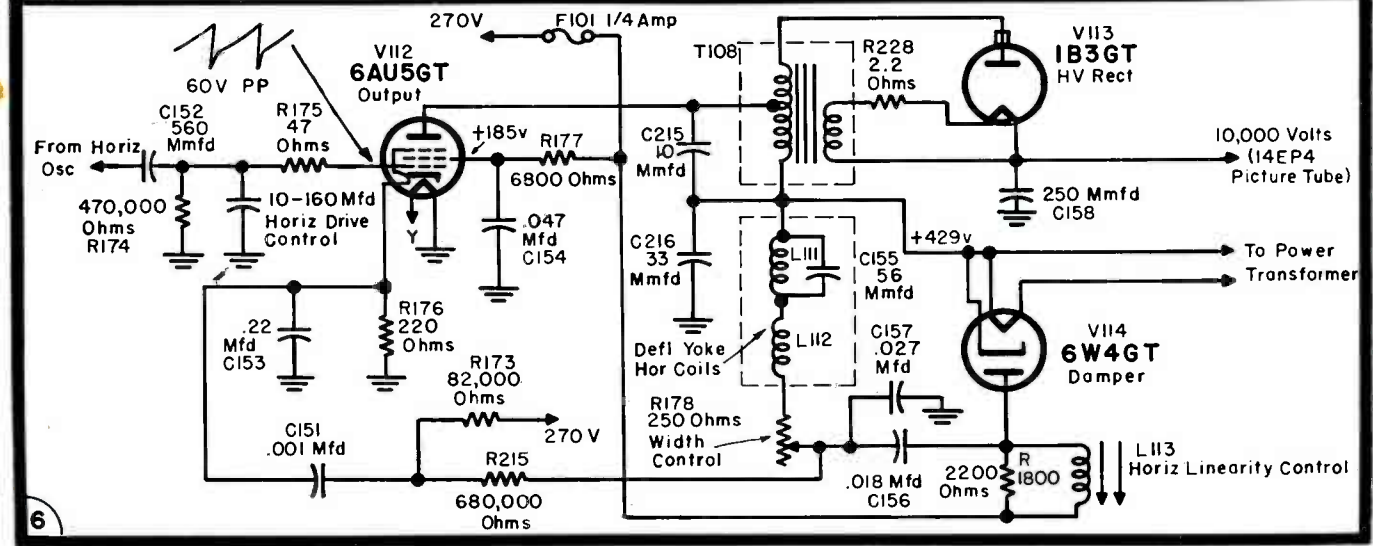 270V
F101 1/4 Amp
60V PP
V112
6AU5GT
Output
T108
R228
2.2
Ohms
V113
1B3GT
HV Rect
From Horiz
Osc
C152
560
Mmfd
R175
47
Ohms
+185v
R177
6800 Ohms
C215
10
Mmfd
10,000 Volts
(14EP4
Picture Tube)
470,000
Ohms
R174
10-160 Mfd
Horiz Drive
Control
Y
.047
Mfd
C154
250 Mmfd
C158
C216
33
Mmfd
L111
C155
56
Mmfd
+429v
To Power
Transformer
.22
Mfd
C153
R176
220
Ohms
Defl Yoke
Hor Coils
L112
C157
.027
Mfd
V114
6W4GT
Damper
R173
82,000
Ohms
270 V
R178
250 Ohms
Width
Control
C151
.001 Mfd
R215
680,000
Ohms
.018 Mfd
C156
2200
Ohms
R
1800
L113
Horiz Linearity Control
6